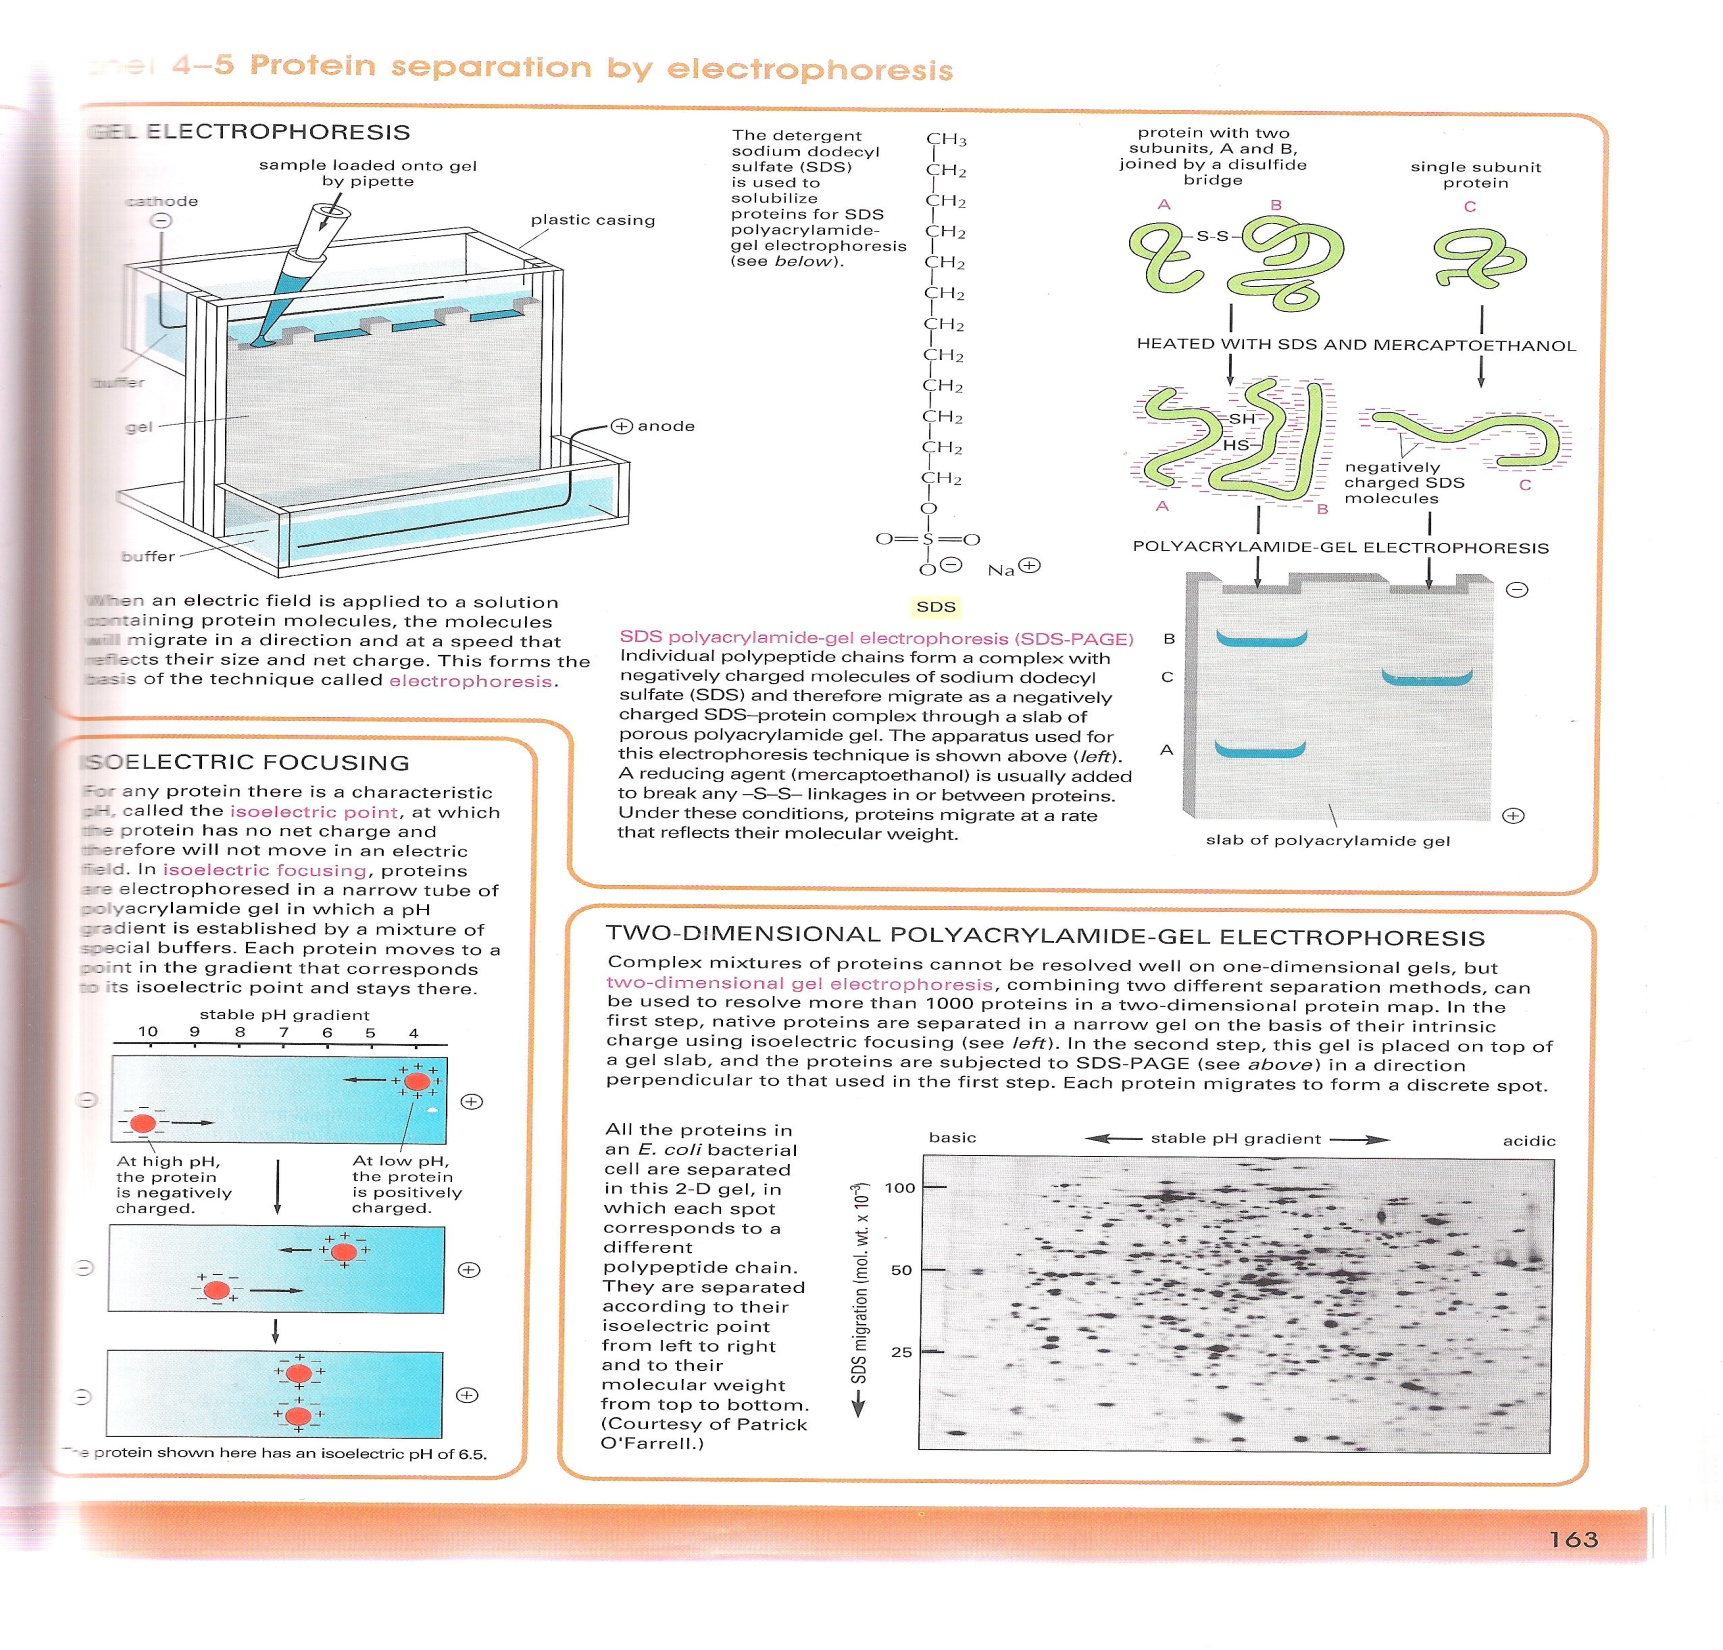 4–5 Protein separation by electrophoresis
GEL ELECTROPHORESIS
sample loaded onto gel
by pipette
cathode
−
plastic casing
buffer
gel
+ anode
buffer
When an electric field is applied to a solution
containing protein molecules, the molecules
will migrate in a direction and at a speed that
reflects their size and net charge. This forms the
basis of the technique called electrophoresis.
The detergent
sodium dodecyl
sulfate (SDS)
is used to
solubilize
proteins for SDS
polyacrylamide-
gel electrophoresis
(see below).
CH3
CH2
CH2
CH2
CH2
CH2
CH2
CH2
CH2
CH2
CH2
CH2
O
O=S=O
O− Na+
SDS
SDS polyacrylamide-gel electrophoresis (SDS-PAGE)
Individual polypeptide chains form a complex with
negatively charged molecules of sodium dodecyl
sulfate (SDS) and therefore migrate as a negatively
charged SDS–protein complex through a slab of
porous polyacrylamide gel. The apparatus used for
this electrophoresis technique is shown above (left).
A reducing agent (mercaptoethanol) is usually added
to break any –S–S– linkages in or between proteins.
Under these conditions, proteins migrate at a rate
that reflects their molecular weight.
protein with two
subunits, A and B,
joined by a disulfide
bridge
single subunit
protein
A
B
C
-S-S-
HEATED WITH SDS AND MERCAPTOETHANOL
SH
HS
negatively
charged SDS
molecules
A
B
C
POLYACRYLAMIDE-GEL ELECTROPHORESIS
−
B
C
A
+
slab of polyacrylamide gel
ISOELECTRIC FOCUSING
For any protein there is a characteristic
pH, called the isoelectric point, at which
the protein has no net charge and
therefore will not move in an electric
field. In isoelectric focusing, proteins
are electrophoresed in a narrow tube of
polyacrylamide gel in which a pH
gradient is established by a mixture of
special buffers. Each protein moves to a
point in the gradient that corresponds
to its isoelectric point and stays there.
stable pH gradient
10 9 8 7 6 5 4
− +
At high pH,
the protein
is negatively
charged.
At low pH,
the protein
is positively
charged.
− +
− +
protein shown here has an isoelectric pH of 6.5.
TWO-DIMENSIONAL POLYACRYLAMIDE-GEL ELECTROPHORESIS
Complex mixtures of proteins cannot be resolved well on one-dimensional gels, but
two-dimensional gel electrophoresis, combining two different separation methods, can
be used to resolve more than 1000 proteins in a two-dimensional protein map. In the
first step, native proteins are separated in a narrow gel on the basis of their intrinsic
charge using isoelectric focusing (see left). In the second step, this gel is placed on top of
a gel slab, and the proteins are subjected to SDS-PAGE (see above) in a direction
perpendicular to that used in the first step. Each protein migrates to form a discrete spot.
All the proteins in
an E. coli bacterial
cell are separated
in this 2-D gel, in
which each spot
corresponds to a
different
polypeptide chain.
They are separated
according to their
isoelectric point
from left to right
and to their
molecular weight
from top to bottom.
(Courtesy of Patrick
O'Farrell.)
basic ← stable pH gradient → acidic
← SDS migration (mol. wt. x 10⁻³)
100
50
25
163